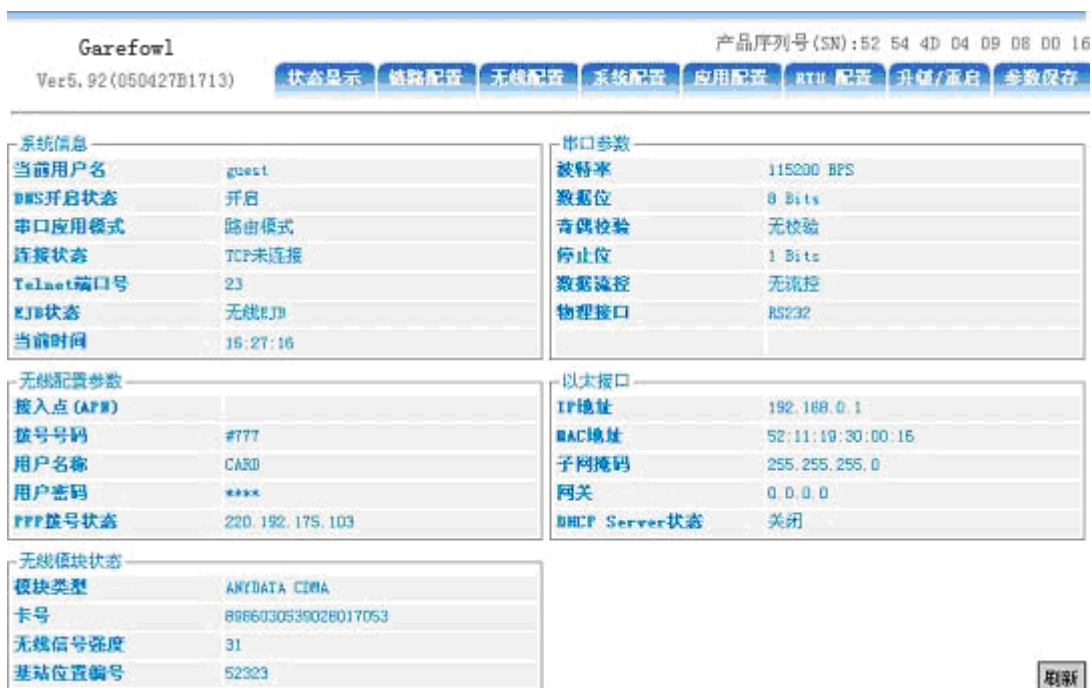 Garefowl
产品序列号(SN):52 54 4D 04 09 08 00 16
Ver5.92(050427B1713)
状态显示 链路配置 无线配置 系统配置 应用配置 RTU 配置 升级/重启 参数保存
系统信息
当前用户名 guest
DNS开启状态 开启
串口应用模式 路由模式
连接状态 TCP未连接
Telnet端口号 23
EJB状态 无线EJB
当前时间 16:27:16
串口参数
波特率 115200 BPS
数据位 8 Bits
奇偶校验 无校验
停止位 1 Bits
数据流控 无流控
物理接口 RS232
无线配置参数
接入点(APN)
拨号号码 #777
用户名称 CARD
用户密码 ****
PPP拨号状态 220.192.175.103
以太接口
IP地址 192.168.0.1
MAC地址 52:11:19:30:00:16
子网掩码 255.255.255.0
网关 0.0.0.0
DHCP Server状态 关闭
无线模块状态
模块类型 ANYDATA CDMA
卡号 8986030539028017053
无线信号强度 31
基站位置编号 52323
刷新